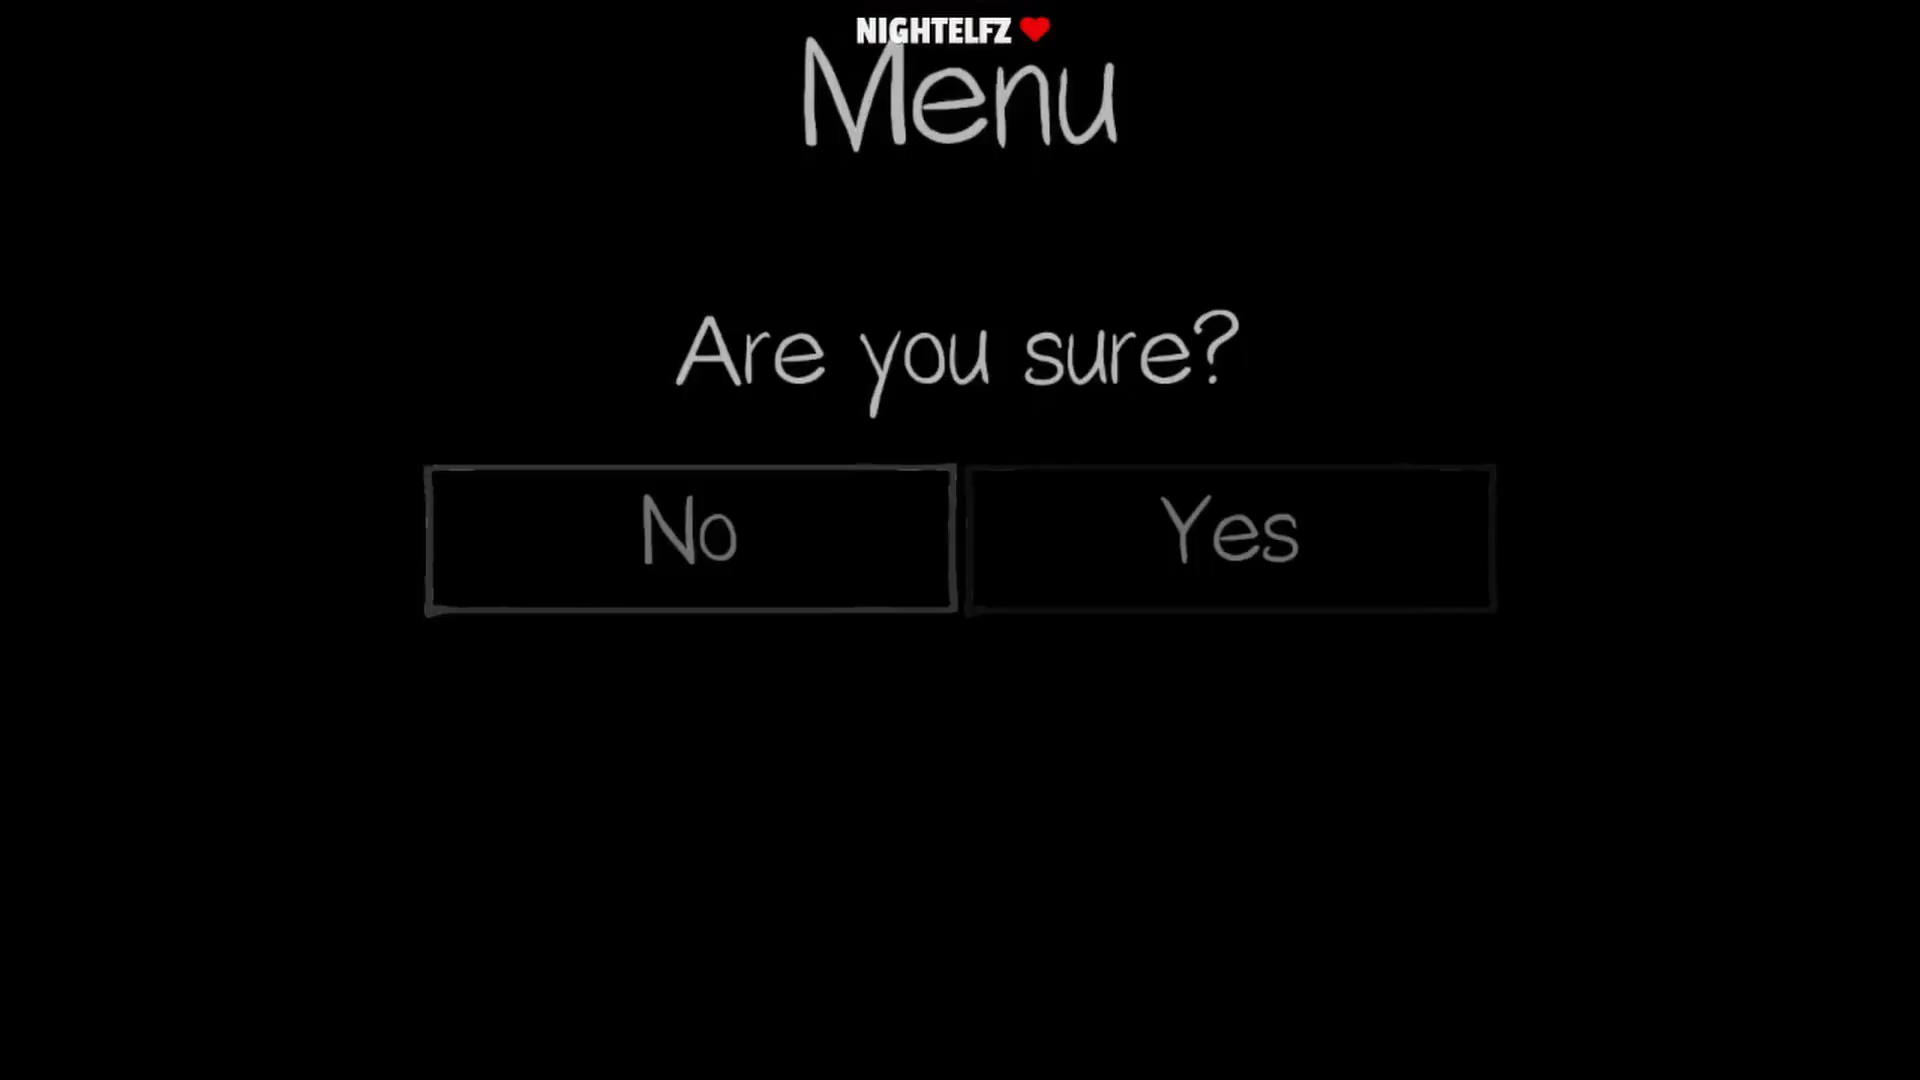 NIGHTELFZ ❤
Menu
Are you sure?
No
Yes